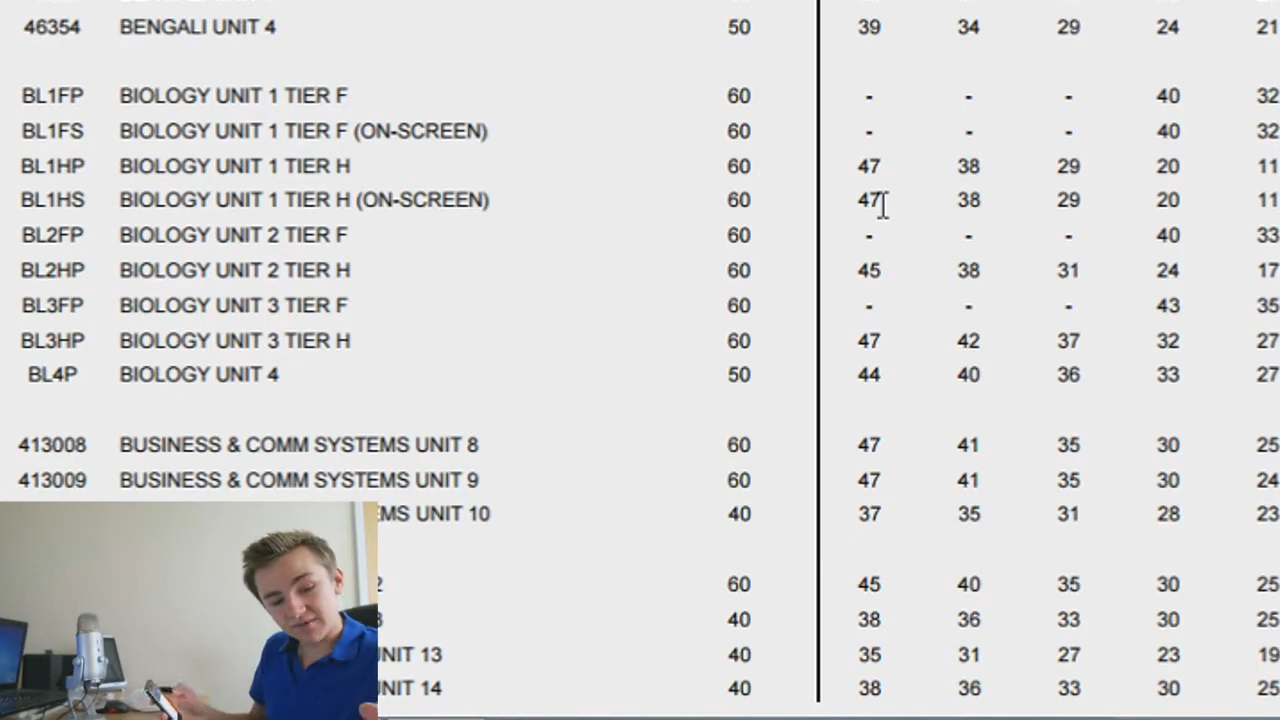 46354 BENGALI UNIT 4 50 39 34 29 24 21
BL1FP BIOLOGY UNIT 1 TIER F 60 - - - 40 32
BL1FS BIOLOGY UNIT 1 TIER F (ON-SCREEN) 60 - - - 40 32
BL1HP BIOLOGY UNIT 1 TIER H 60 47 38 29 20 11
BL1HS BIOLOGY UNIT 1 TIER H (ON-SCREEN) 60 47 38 29 20 11
BL2FP BIOLOGY UNIT 2 TIER F 60 - - - 40 33
BL2HP BIOLOGY UNIT 2 TIER H 60 45 38 31 24 17
BL3FP BIOLOGY UNIT 3 TIER F 60 - - - 43 35
BL3HP BIOLOGY UNIT 3 TIER H 60 47 42 37 32 27
BL4P BIOLOGY UNIT 4 50 44 40 36 33 27
413008 BUSINESS & COMM SYSTEMS UNIT 8 60 47 41 35 30 25
413009 BUSINESS & COMM SYSTEMS UNIT 9 60 47 41 35 30 24
EMS UNIT 10 40 37 35 31 28 23
2 60 45 40 35 30 25
3 40 38 36 33 30 25
UNIT 13 40 35 31 27 23 19
UNIT 14 40 38 36 33 30 25